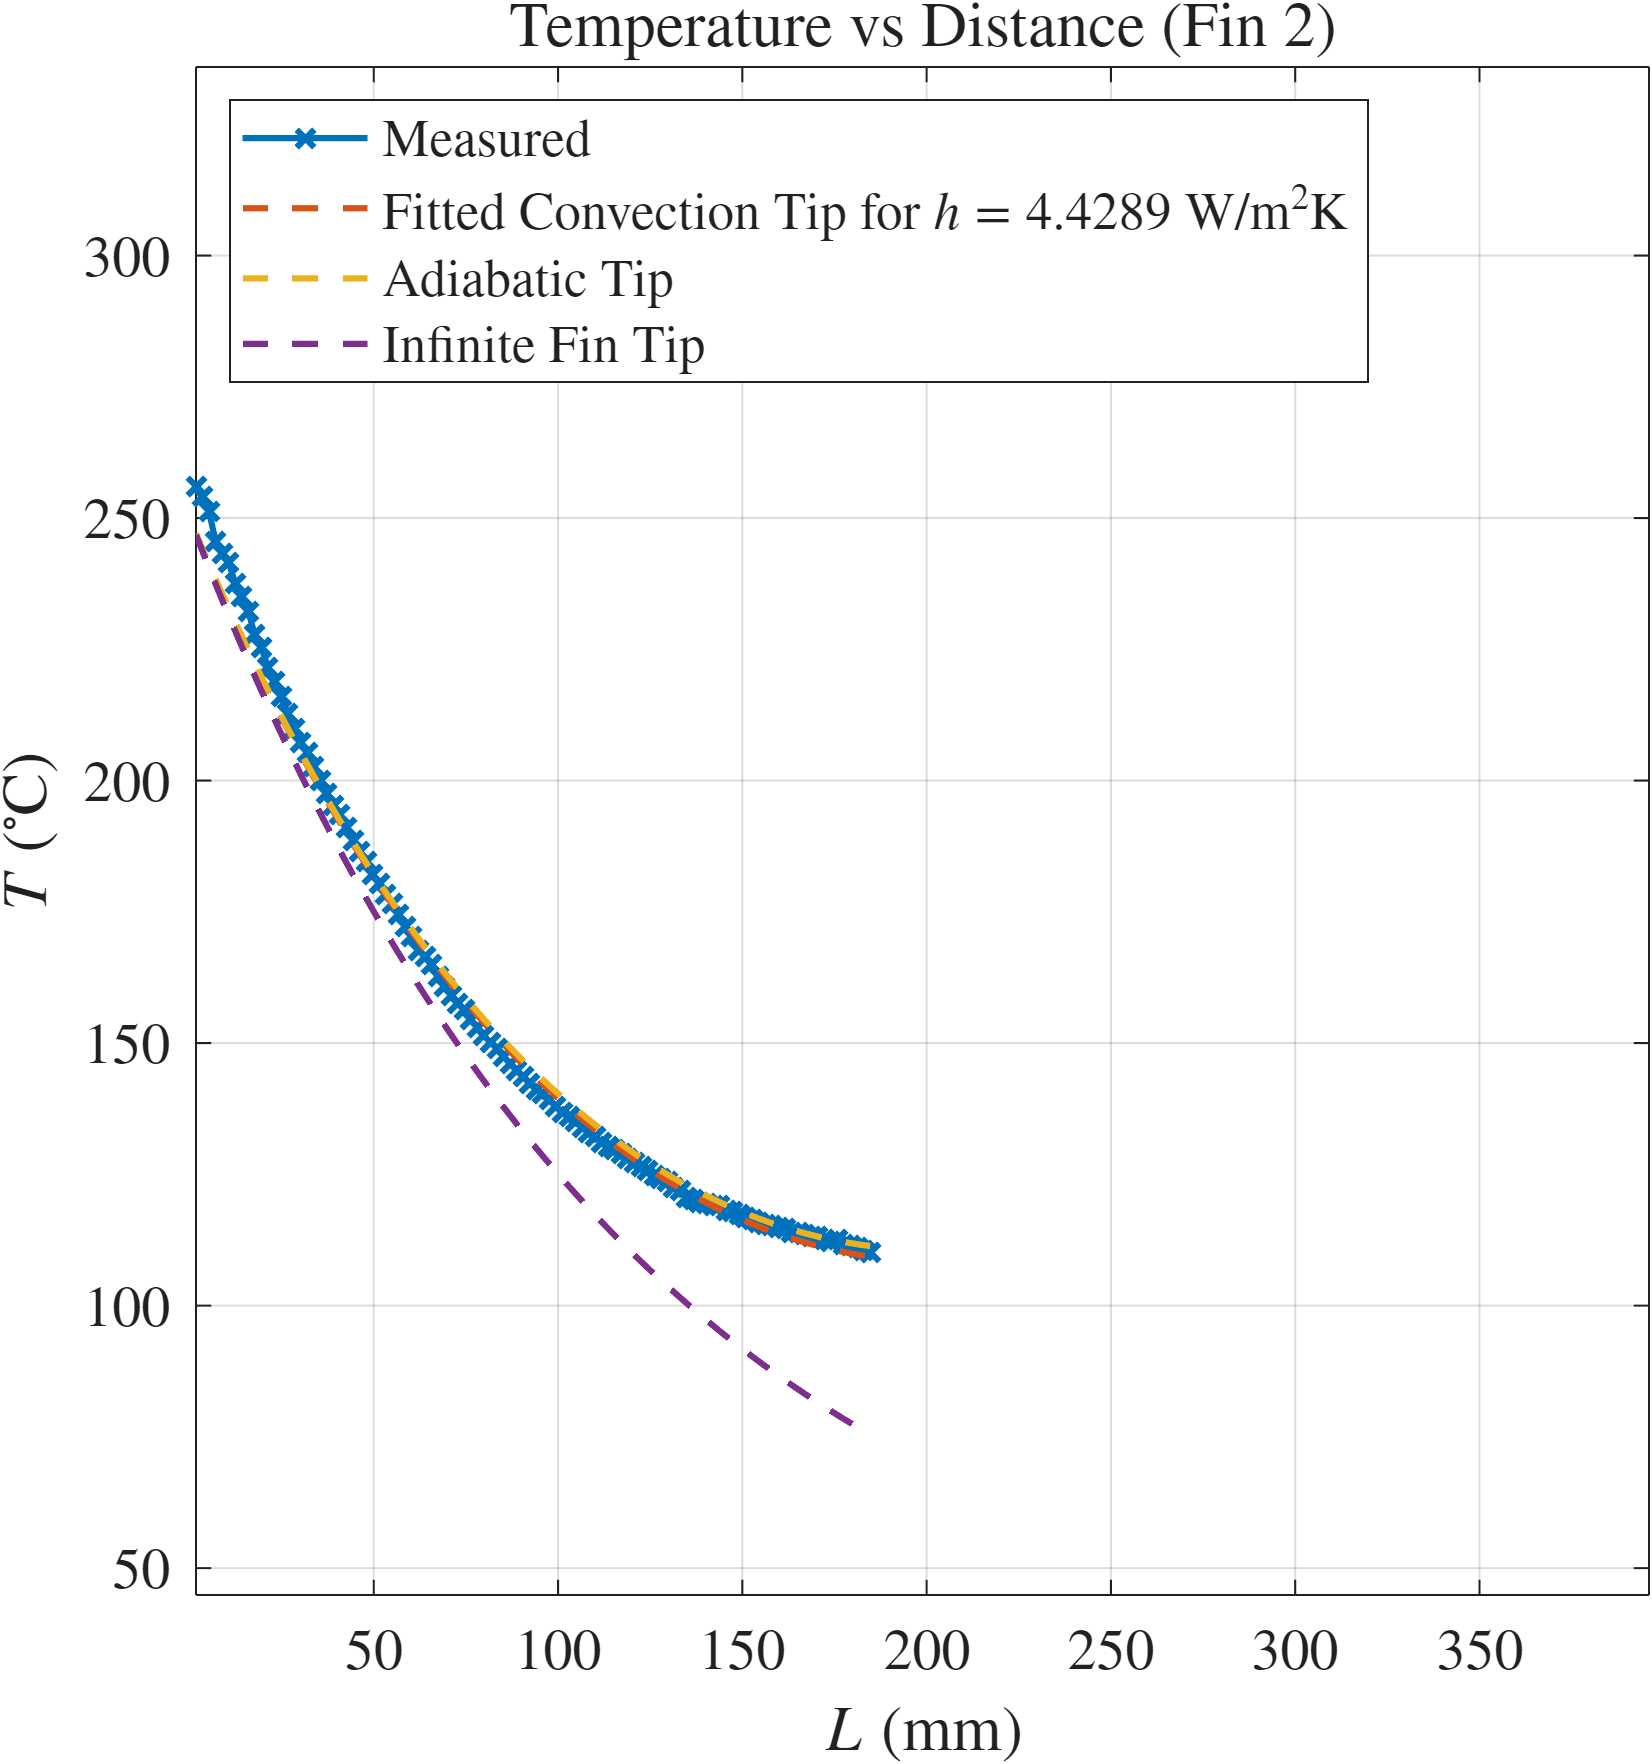 Temperature vs Distance (Fin 2)
Measured
Fitted Convection Tip for h = 4.4289 W/m²K
Adiabatic Tip
Infinite Fin Tip
300
250
200
150
100
50
T (°C)
50 100 150 200 250 300 350
L (mm)